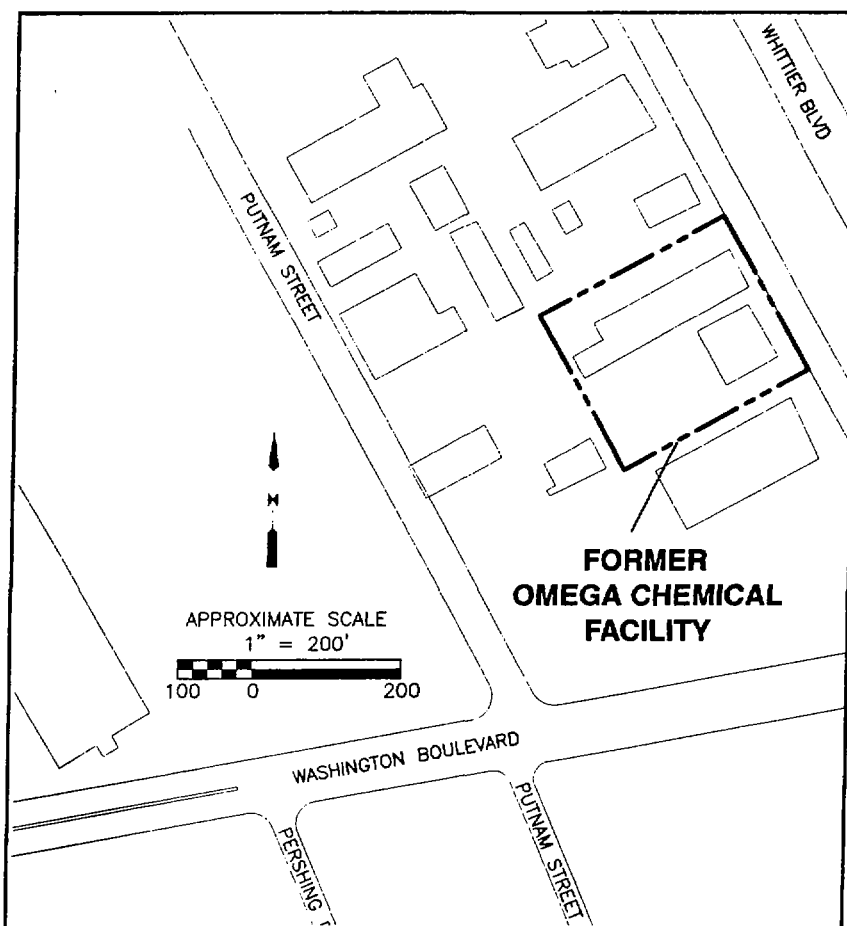 WHITTIER BLVD
PUTNAM STREET
N
FORMER
OMEGA CHEMICAL
FACILITY
APPROXIMATE SCALE
1" = 200'
100 0 200
WASHINGTON BOULEVARD
PERSHING
PUTNAM STREET